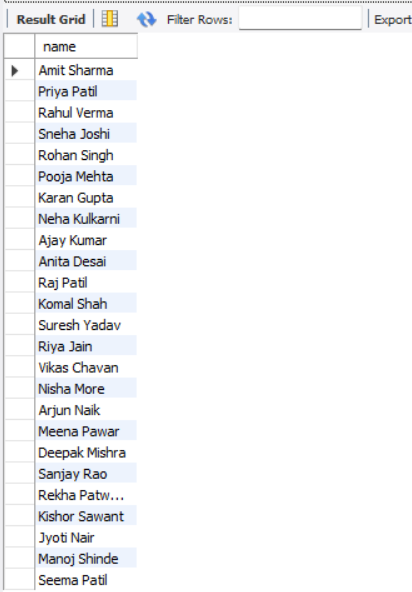 Result Grid Filter Rows: Export
name
Amit Sharma
Priya Patil
Rahul Verma
Sneha Joshi
Rohan Singh
Pooja Mehta
Karan Gupta
Neha Kulkarni
Ajay Kumar
Anita Desai
Raj Patil
Komal Shah
Suresh Yadav
Riya Jain
Vikas Chavan
Nisha More
Arjun Naik
Meena Pawar
Deepak Mishra
Sanjay Rao
Rekha Patw...
Kishor Sawant
Jyoti Nair
Manoj Shinde
Seema Patil